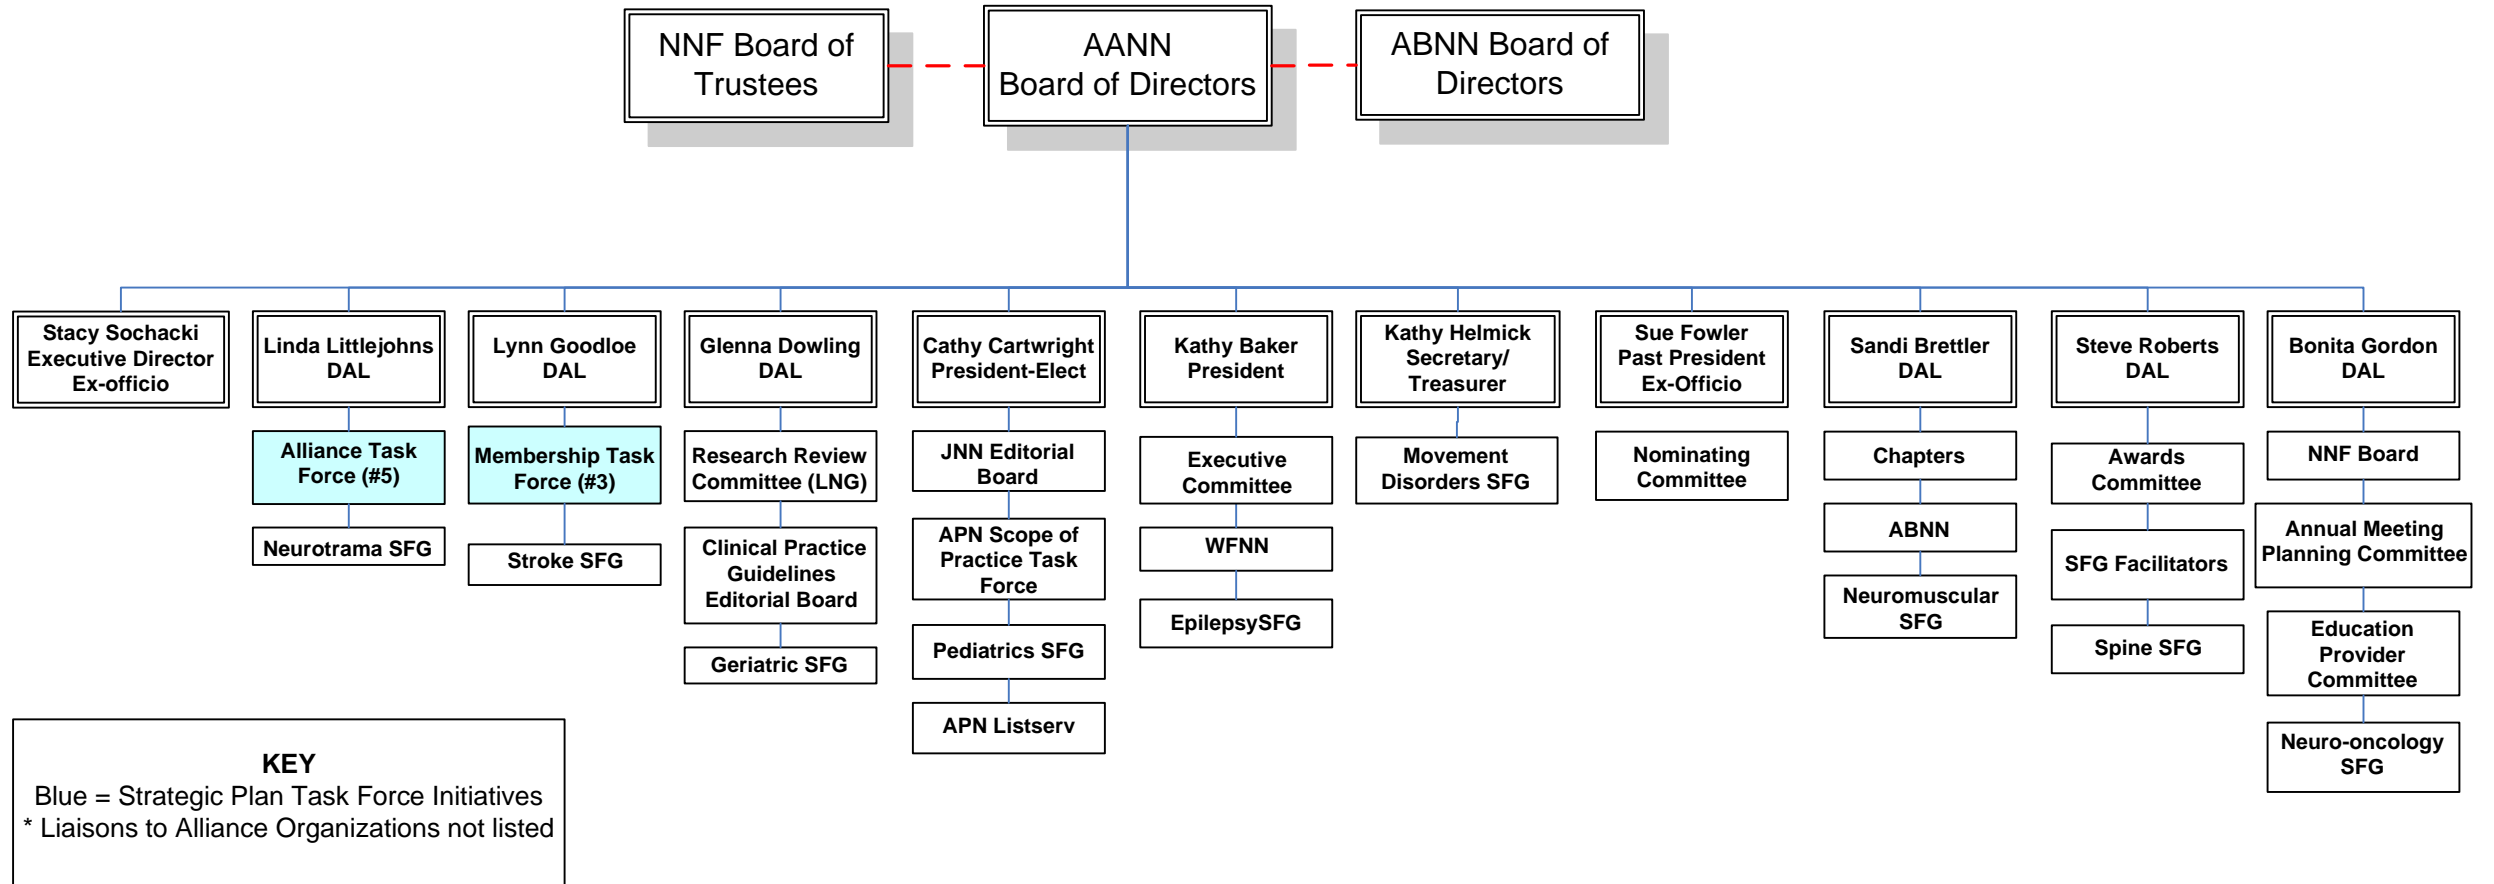 NNF Board of
Trustees
AANN
Board of Directors
ABNN Board of
Directors
Stacy Sochacki
Executive Director
Ex-officio
Linda Littlejohns
DAL
Lynn Goodloe
DAL
Glenna Dowling
DAL
Cathy Cartwright
President-Elect
Kathy Baker
President
Kathy Helmick
Secretary/
Treasurer
Sue Fowler
Past President
Ex-Officio
Sandi Brettler
DAL
Steve Roberts
DAL
Bonita Gordon
DAL
Alliance Task
Force (#5)
Neurotrama SFG
Membership Task
Force (#3)
Stroke SFG
Research Review
Committee (LNG)
Clinical Practice
Guidelines
Editorial Board
Geriatric SFG
JNN Editorial
Board
APN Scope of
Practice Task
Force
Pediatrics SFG
APN Listserv
Executive
Committee
WFNN
EpilepsySFG
Movement
Disorders SFG
Nominating
Committee
Chapters
ABNN
Neuromuscular
SFG
Awards
Committee
SFG Facilitators
Spine SFG
NNF Board
Annual Meeting
Planning Committee
Education
Provider
Committee
Neuro-oncology
SFG
KEY
Blue = Strategic Plan Task Force Initiatives
* Liaisons to Alliance Organizations not listed